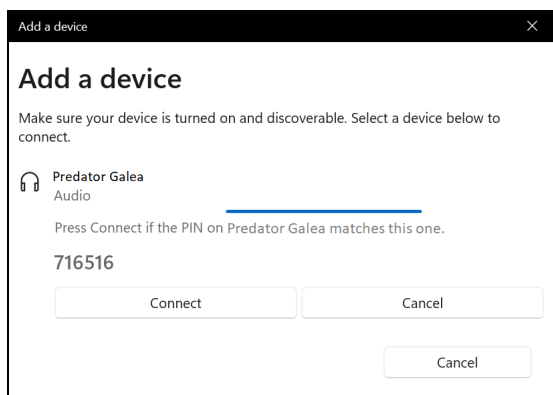 Add a device
Add a device
Make sure your device is turned on and discoverable. Select a device below to
connect.
Predator Galea
Audio
Press Connect if the PIN on Predator Galea matches this one.
716516
Connect
Cancel
Cancel